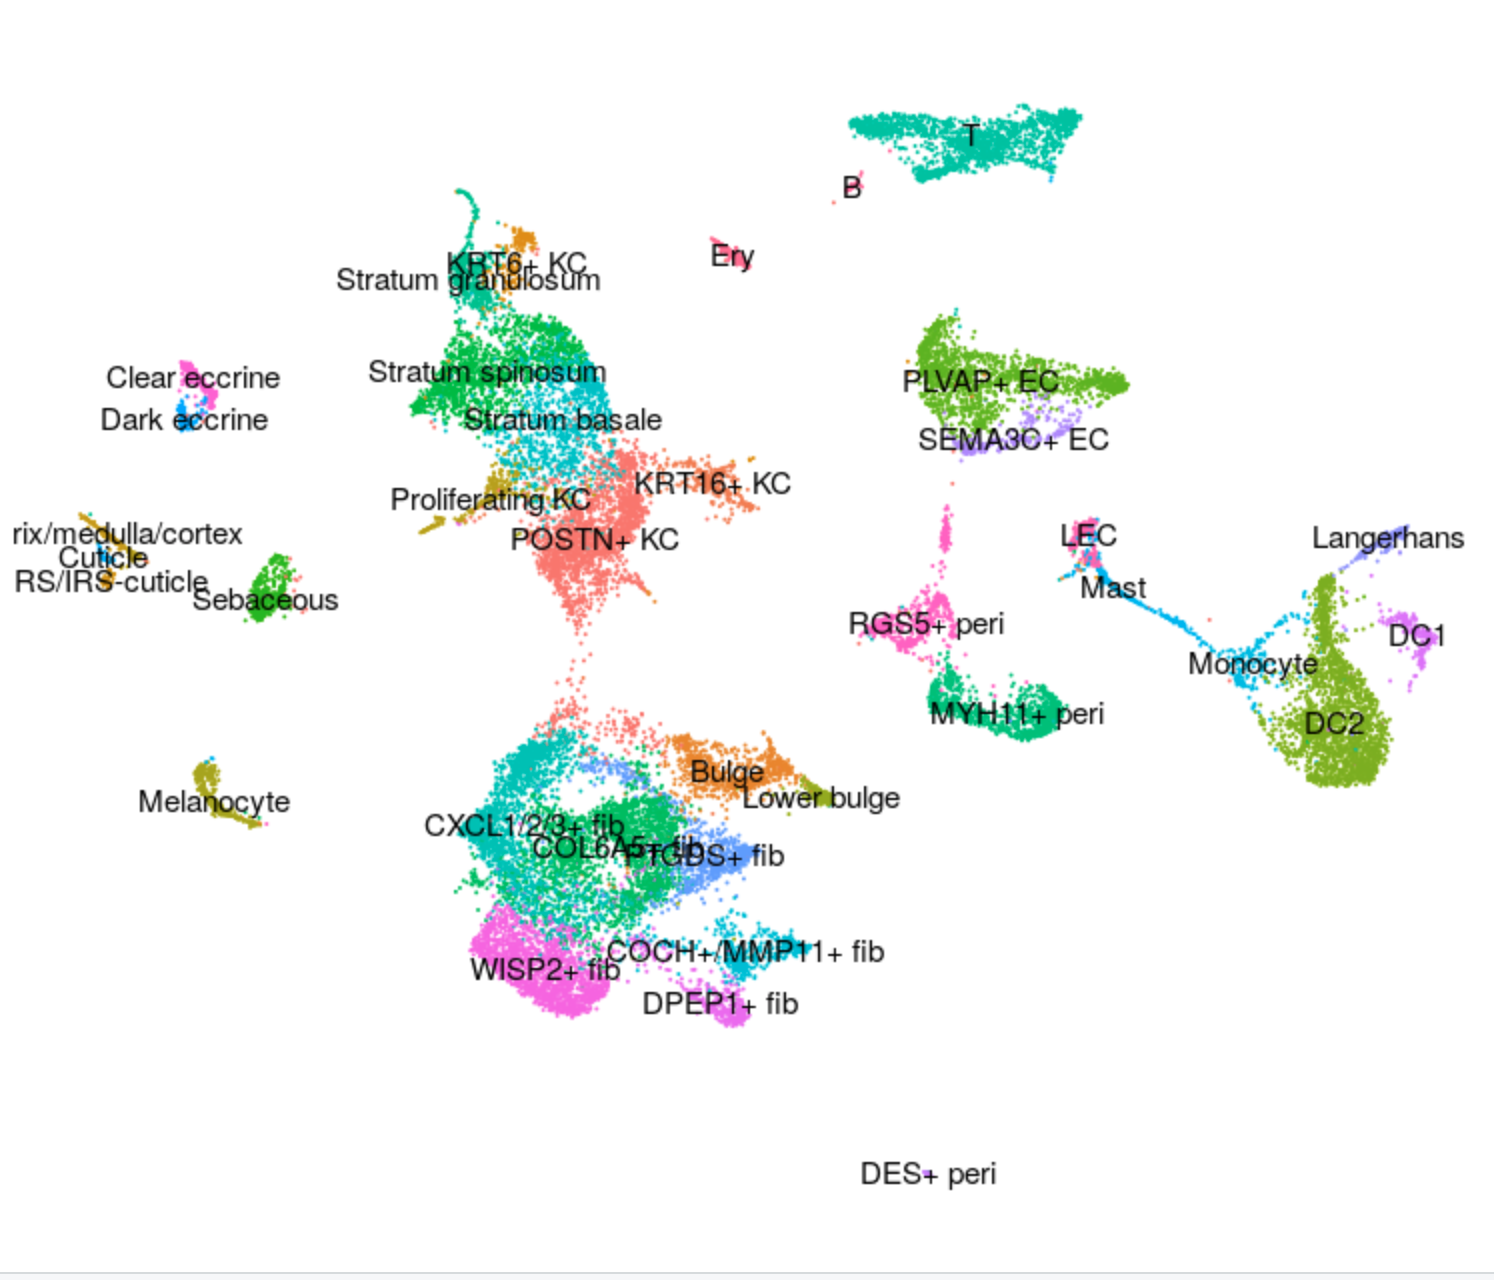 T
B
Ery
KRT6+ KC
Stratum granulosum
Stratum spinosum
Clear eccrine
PLVAP+ EC
Dark eccrine
Stratum basale
SEMA3C+ EC
KRT16+ KC
Proliferating KC
rix/medulla/cortex
LEC
Langerhans
POSTN+ KC
Cuticle
RS/IRS-cuticle
Mast
Sebaceous
RGS5+ peri
DC1
Monocyte
MYH11+ peri
DC2
Bulge
Lower bulge
Melanocyte
CXCL1/2/3+ fib
COL6A5+ fib
PTGDS+ fib
COCH+/MMP11+ fib
WISP2+ fib
DPEP1+ fib
DES+ peri